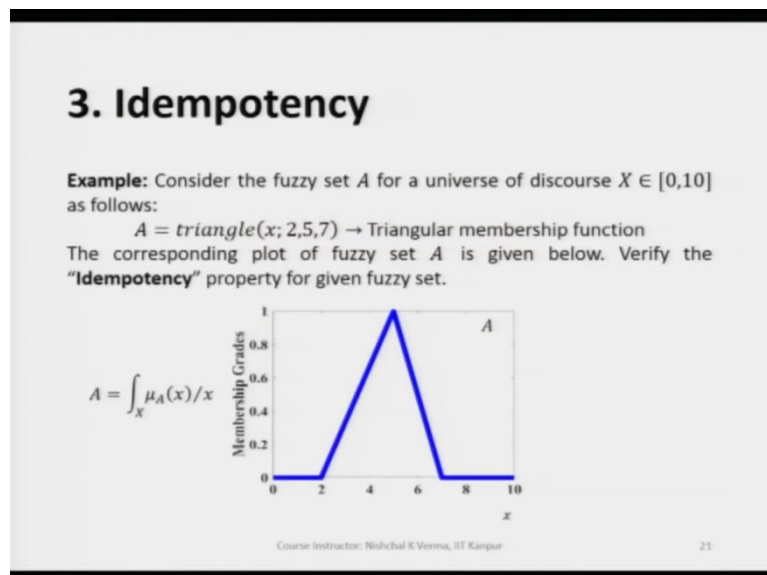 3. Idempotency
Example: Consider the fuzzy set A for a universe of discourse X ∈ [0,10]
as follows:
A = triangle(x; 2,5,7) → Triangular membership function
The corresponding plot of fuzzy set A is given below. Verify the
“Idempotency” property for given fuzzy set.
A = ∫_X μ_A(x)/x
Membership Grades
1
0.8
0.6
0.4
0.2
0
A
0 2 4 6 8 10
x
Course Instructor: Nishchal K Verma, IIT Kanpur
21